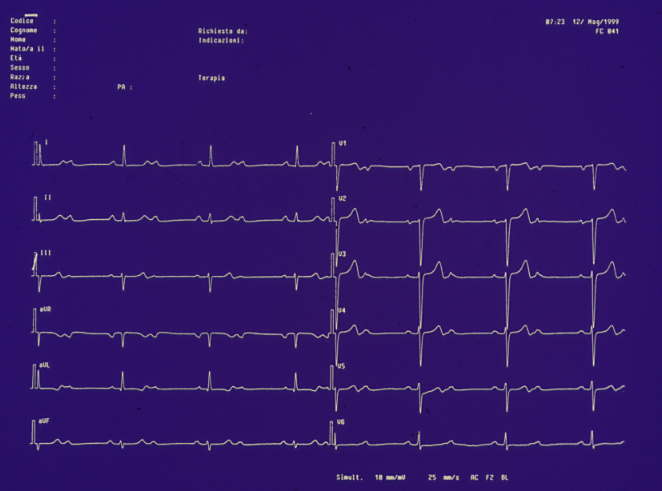 Codice :
Cognome :
Nome :
Nato/a il :
Età :
Sesso :
Razza :
Altezza :
Peso :
PA :
Richiesto da:
Indicazioni:
Terapia
07:23 12/ Mag/1999
FC 041
I
II
III
aVR
aVL
aVF
V1
V2
V3
V4
V5
V6
Simult. 10 mm/mV 25 mm/s AC F2 BL